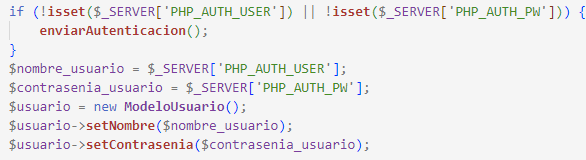 if (!isset($_SERVER['PHP_AUTH_USER']) || !isset($_SERVER['PHP_AUTH_PW'])) {
    enviarAutenticacion();
}
$nombre_usuario = $_SERVER['PHP_AUTH_USER'];
$contrasenia_usuario = $_SERVER['PHP_AUTH_PW'];
$usuario = new ModeloUsuario();
$usuario->setNombre($nombre_usuario);
$usuario->setContrasenia($contrasenia_usuario);